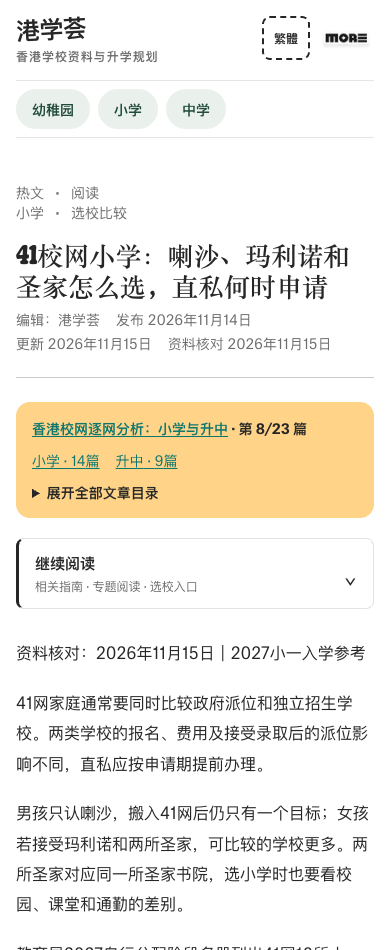 港学荟
香港学校资料与升学规划
繁體
MORE
幼稚园
小学
中学
热文 · 阅读
小学 · 选校比较
41校网小学：喇沙、玛利诺和
圣家怎么选，直私何时申请
编辑：港学荟 发布 2026年11月14日
更新 2026年11月15日 资料核对 2026年11月15日
香港校网逐网分析：小学与升中 · 第 8/23 篇
小学 · 14篇 升中 · 9篇
▶ 展开全部文章目录
继续阅读
相关指南 · 专题阅读 · 选校入口
资料核对：2026年11月15日｜2027小一入学参考
41网家庭通常要同时比较政府派位和独立招生学
校。两类学校的报名、费用及接受录取后的派位影
响不同，直私应按申请期提前办理。
男孩只认喇沙，搬入41网后仍只有一个目标；女孩
若接受玛利诺和两所圣家，可比较的学校更多。两
所圣家对应同一所圣家书院，选小学时也要看校
园、课堂和通勤的差别。